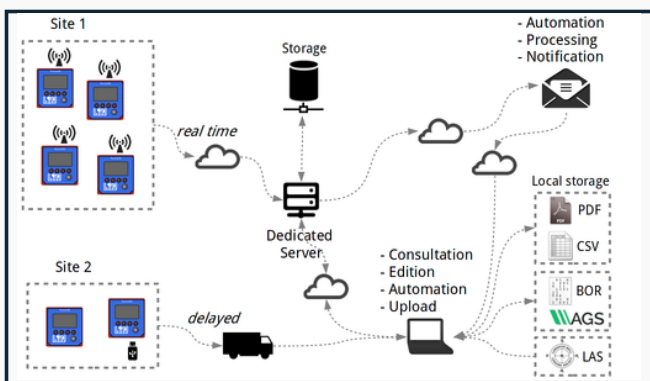 Site 1
Storage
- Automation
- Processing
- Notification
real time
Dedicated
Server
Local storage
PDF
CSV
BOR
AGS
LAS
- Consultation
- Edition
- Automation
- Upload
Site 2
delayed